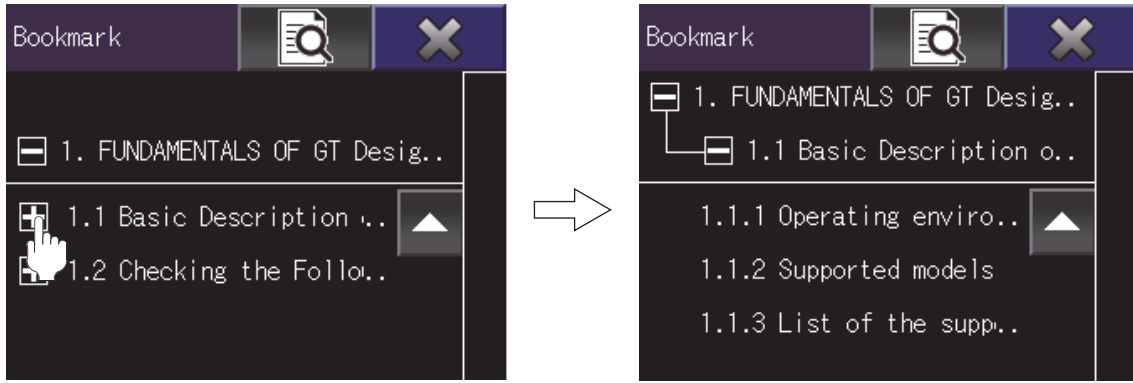 Bookmark
1. FUNDAMENTALS OF GT Desig..
1.1 Basic Description ..
1.2 Checking the Follo..
Bookmark
1. FUNDAMENTALS OF GT Desig..
1.1 Basic Description o..
1.1.1 Operating enviro..
1.1.2 Supported models
1.1.3 List of the supp..